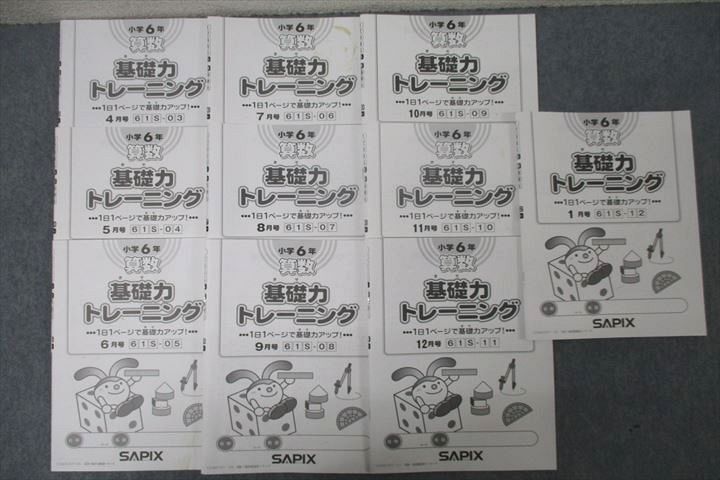 小学6年
算数
基礎力
トレーニング
•••1日1ページで基礎力アップ!•••
4月号 61S-03
小学6年
算数
基礎力
トレーニング
•••1日1ページで基礎力アップ!•••
7月号 61S-06
小学6年
算数
基礎力
トレーニング
•••1日1ページで基礎力アップ!•••
10月号 61S-09
小学6年
算数
基礎力
トレーニング
•••1日1ページで基礎力アップ!•••
5月号 61S-04
小学6年
算数
基礎力
トレーニング
•••1日1ページで基礎力アップ!•••
8月号 61S-07
小学6年
算数
基礎力
トレーニング
•••1日1ページで基礎力アップ!•••
11月号 61S-10
小学6年
算数
基礎力
トレーニング
•••1日1ページで基礎力アップ!•••
1月号 61S-12
SAPIX
小学6年
算数
基礎力
トレーニング
•••1日1ページで基礎力アップ!•••
6月号 61S-05
SAPIX
小学6年
算数
基礎力
トレーニング
•••1日1ページで基礎力アップ!•••
9月号 61S-08
SAPIX
小学6年
算数
基礎力
トレーニング
•••1日1ページで基礎力アップ!•••
12月号 61S-11
SAPIX